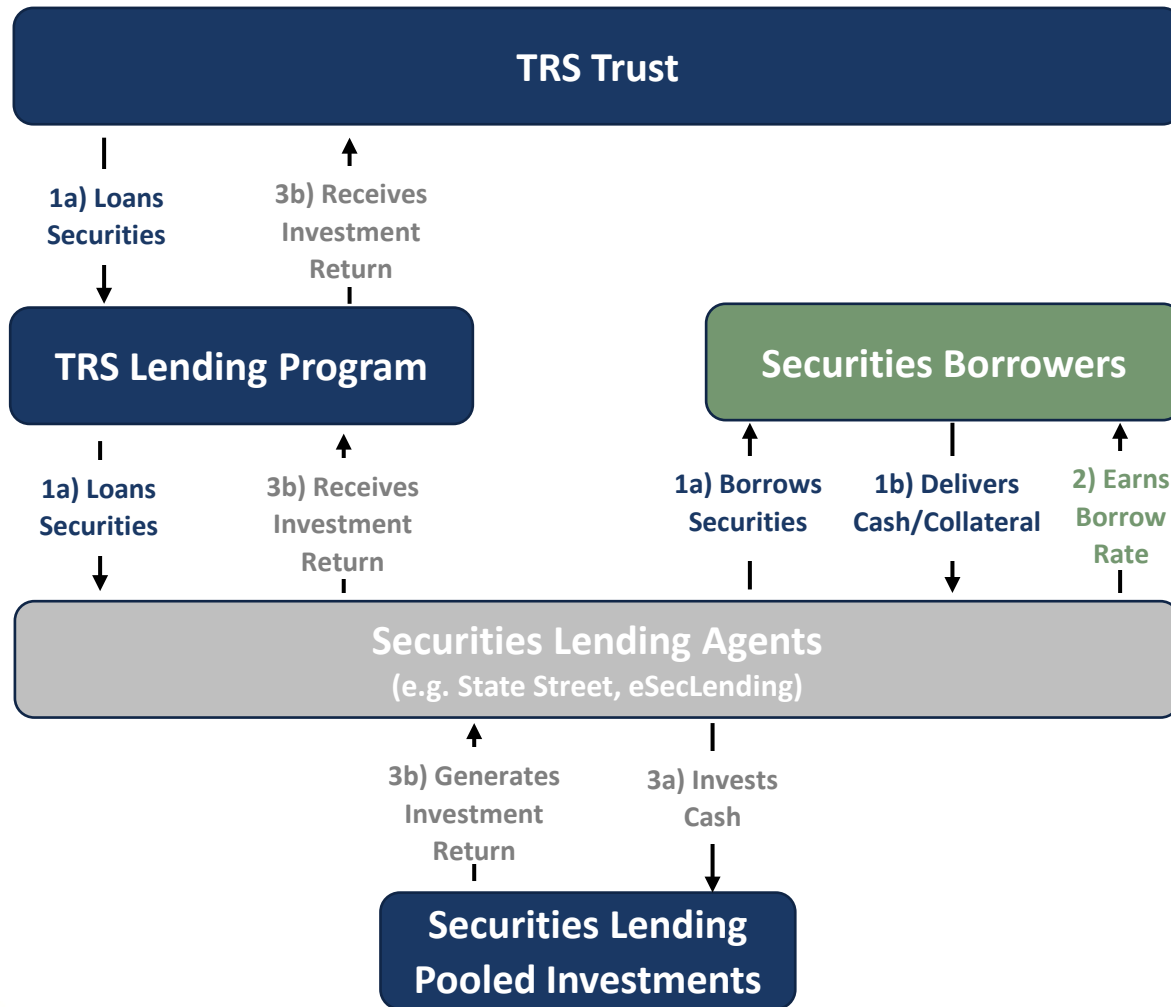 TRS Trust
1a) Loans
Securities
3b) Receives
Investment
Return
TRS Lending Program
Securities Borrowers
1a) Loans
Securities
3b) Receives
Investment
Return
1a) Borrows
Securities
1b) Delivers
Cash/Collateral
2) Earns
Borrow
Rate
Securities Lending Agents
(e.g. State Street, eSecLending)
3b) Generates
Investment
Return
3a) Invests
Cash
Securities Lending
Pooled Investments